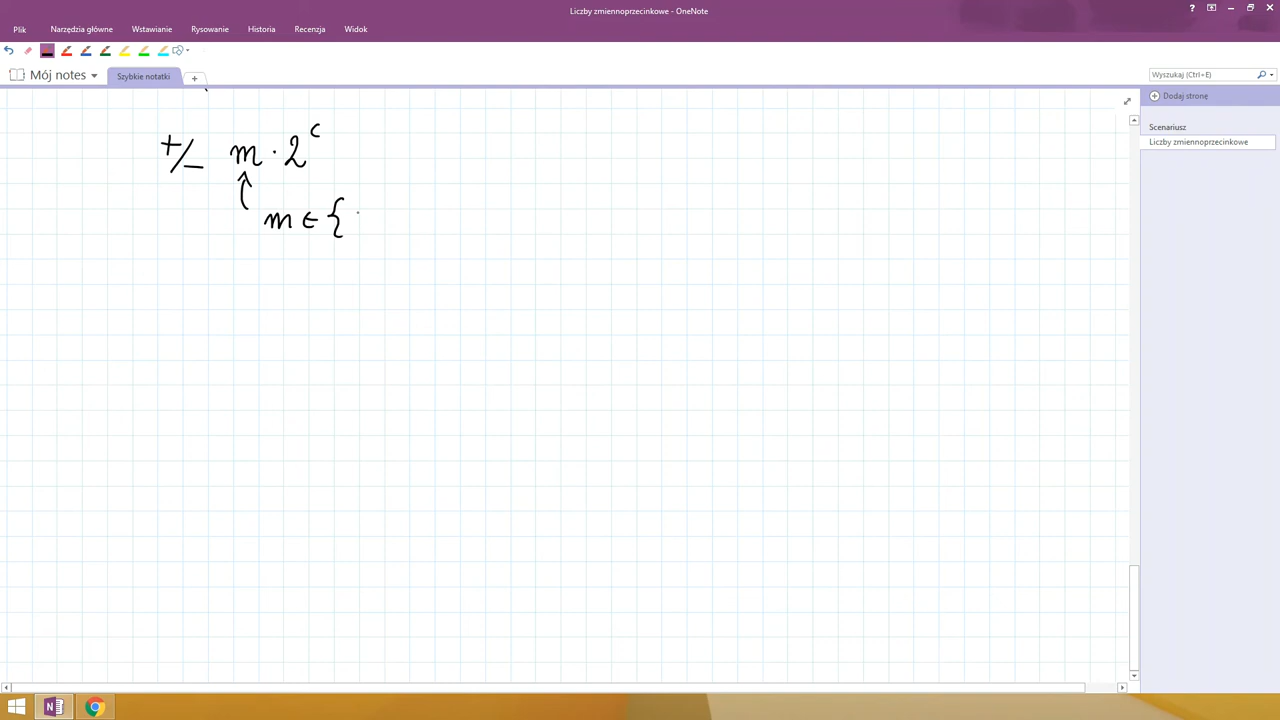 Liczby zmiennoprzecinkowe - OneNote
Plik Narzędzia główne Wstawianie Rysowanie Historia Recenzja Widok
Mój notes Szybkie notatki
Wyszukaj (Ctrl+E)
Dodaj stronę
Scenariusz
Liczby zmiennoprzecinkowe
+/− m · 2^c
m ∈ {